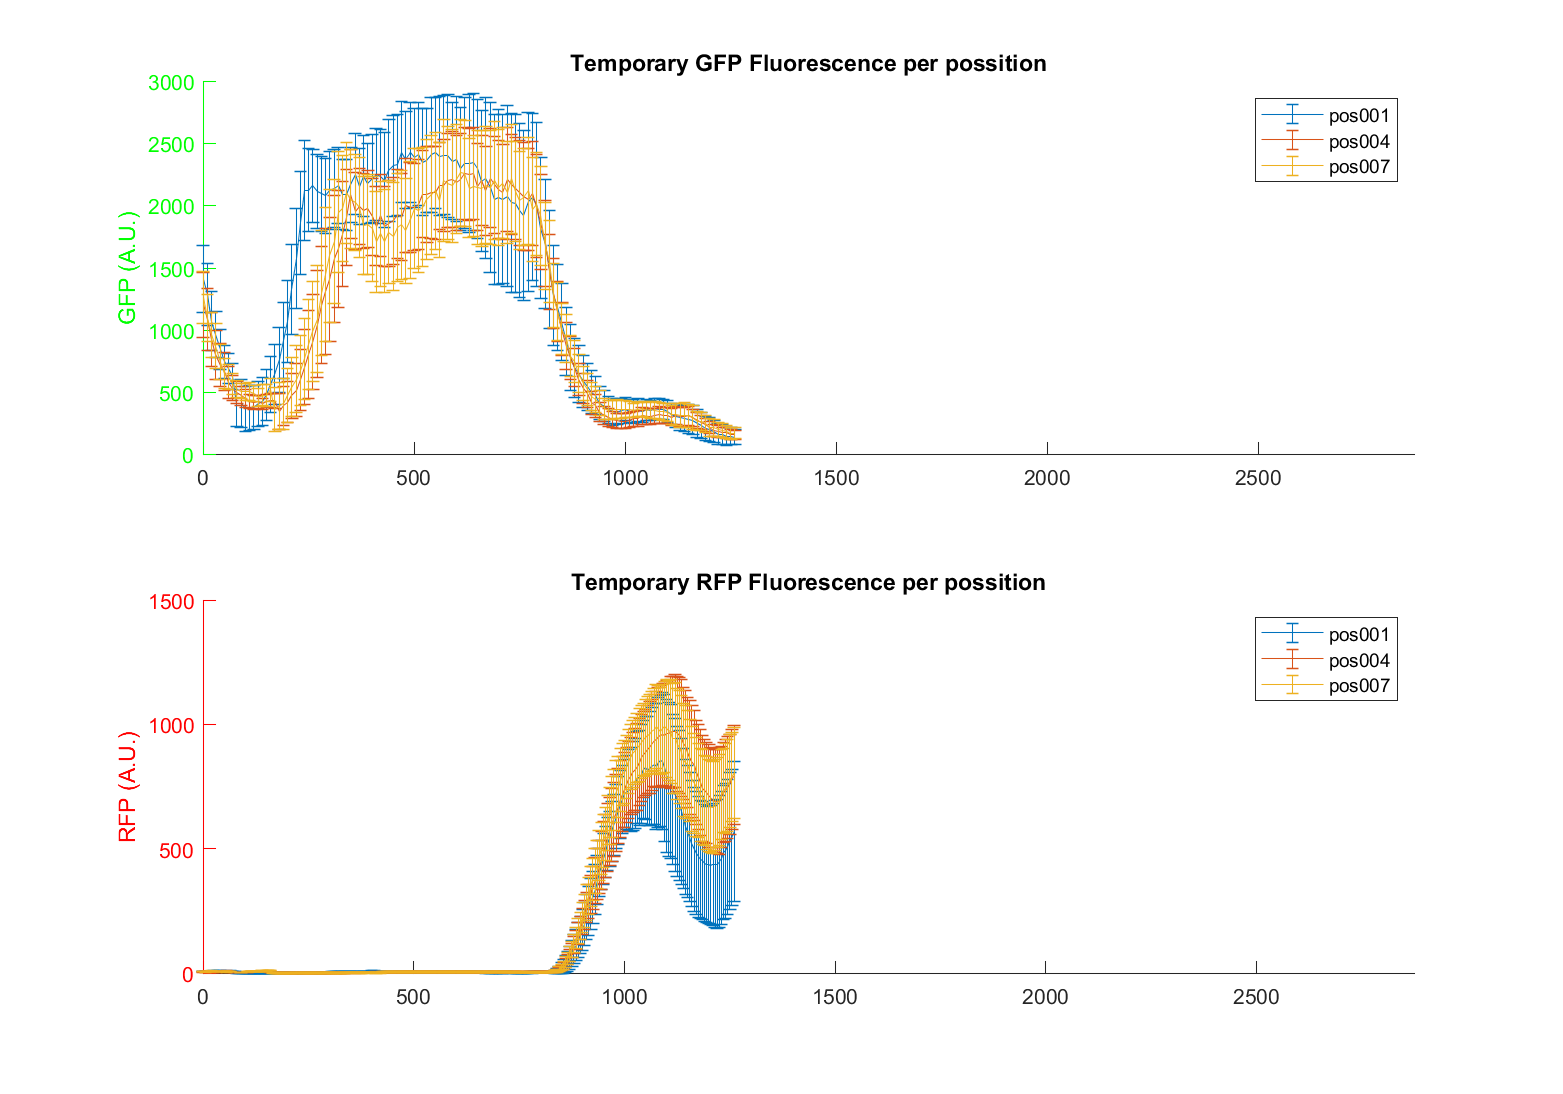 Temporary GFP Fluorescence per possition
GFP (A.U.)
3000
2500
2000
1500
1000
500
0
0 500 1000 1500 2000 2500
pos001
pos004
pos007
Temporary RFP Fluorescence per possition
RFP (A.U.)
1500
1000
500
0
0 500 1000 1500 2000 2500
pos001
pos004
pos007